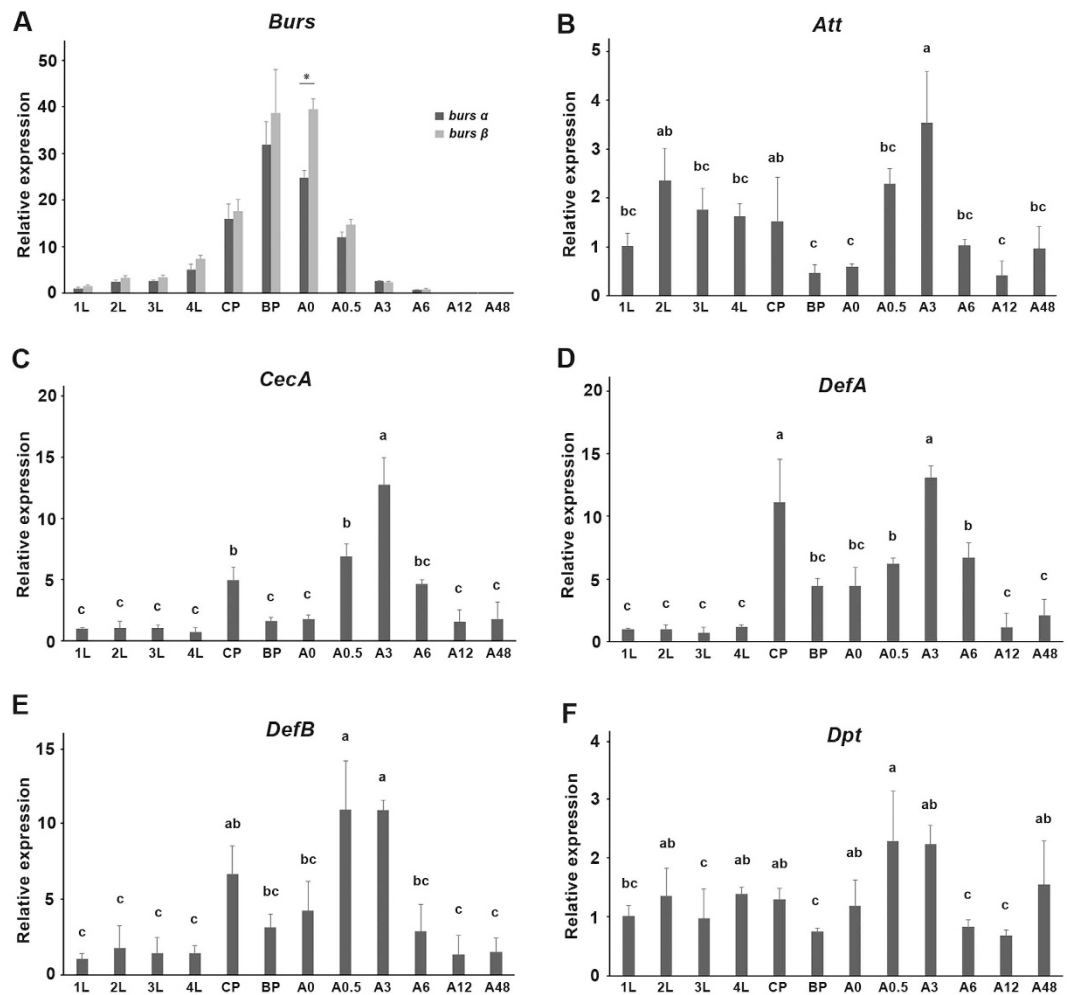 A
Burs
Relative expression
50
40
30
20
10
0
*
burs α
burs β
1L 2L 3L 4L CP BP A0 A0.5 A3 A6 A12 A48
B
Att
Relative expression
5
4
3
2
1
0
bc ab bc bc ab c c bc a bc c bc
1L 2L 3L 4L CP BP A0 A0.5 A3 A6 A12 A48
C
CecA
Relative expression
20
15
10
5
0
c c c c b c c b a bc c c
1L 2L 3L 4L CP BP A0 A0.5 A3 A6 A12 A48
D
DefA
Relative expression
20
15
10
5
0
c c c c a bc bc b a b c c
1L 2L 3L 4L CP BP A0 A0.5 A3 A6 A12 A48
E
DefB
Relative expression
15
10
5
0
c c c c ab bc bc a a bc c c
1L 2L 3L 4L CP BP A0 A0.5 A3 A6 A12 A48
F
Dpt
Relative expression
4
3
2
1
0
bc ab c ab ab c ab a ab c c ab
1L 2L 3L 4L CP BP A0 A0.5 A3 A6 A12 A48